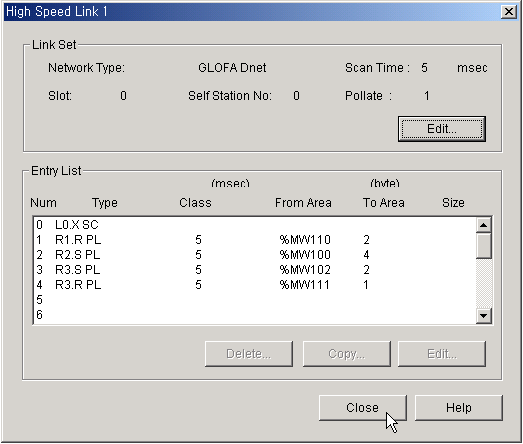 High Speed Link 1
Link Set
Network Type: GLOFA Dnet Scan Time : 5 msec
Slot: 0 Self Station No: 0 Pollate : 1
Edit...
Entry List
(msec) (byte)
Num Type Class From Area To Area Size
0 L0.X SC
1 R1.R PL 5 %MW110 2
2 R2.S PL 5 %MW100 4
3 R3.S PL 5 %MW102 2
4 R3.R PL 5 %MW111 1
5
6
Delete... Copy... Edit...
Close Help